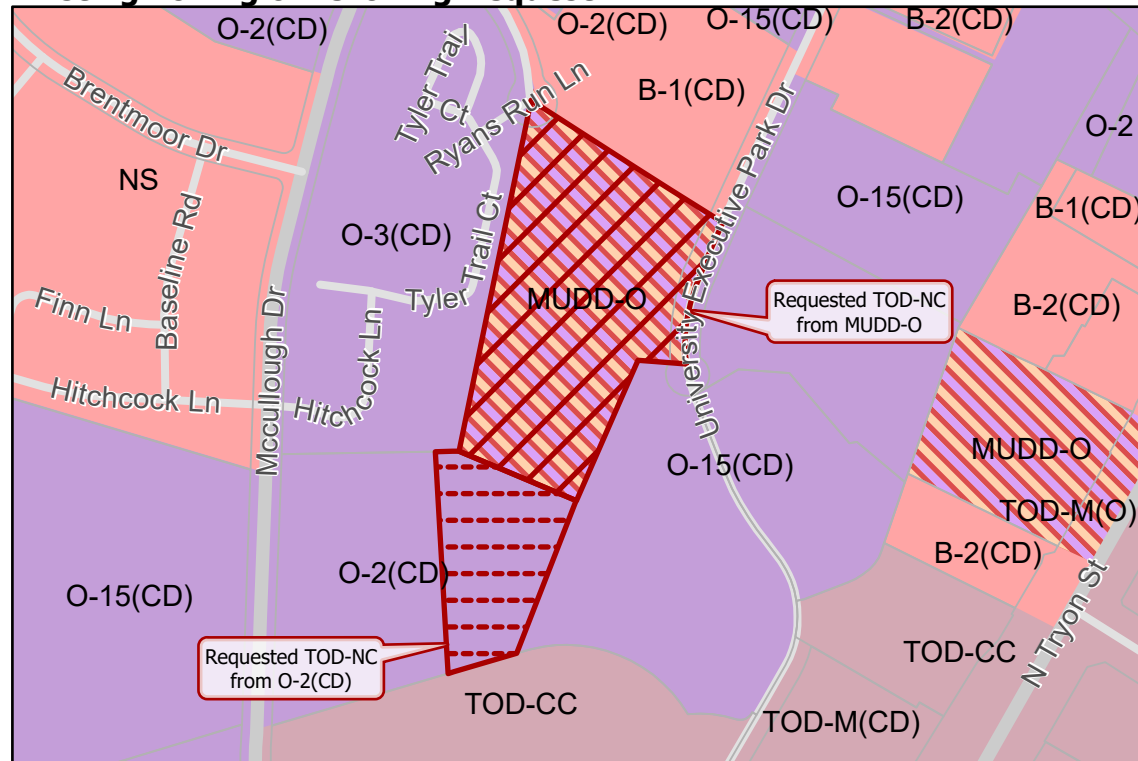 O-2(CD)
O-2(CD)
O-15(CD)
B-2(CD)
Tyler Trail
Ct
Ryans Run Ln
B-1(CD)
Brentmoor Dr
O-2
NS
University Executive Park Dr
O-15(CD)
B-1(CD)
Baseline Rd
O-3(CD)
Tyler Trail Ct
MUDD-O
Requested TOD-NC
from MUDD-O
B-2(CD)
Finn Ln
Hitchcock Ln
Mccullough Dr
Hitchcock Ln
O-15(CD)
MUDD-O
TOD-M(O)
B-2(CD)
O-2(CD)
O-15(CD)
N Tryon St
Requested TOD-NC
from O-2(CD)
TOD-CC
TOD-CC
TOD-M(CD)